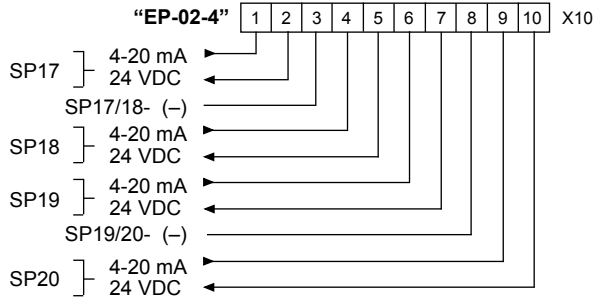 “EP-02-4” 1 2 3 4 5 6 7 8 9 10 X10
4-20 mA
SP17
24 VDC
SP17/18- (–)
4-20 mA
SP18
24 VDC
4-20 mA
SP19
24 VDC
SP19/20- (–)
4-20 mA
SP20
24 VDC